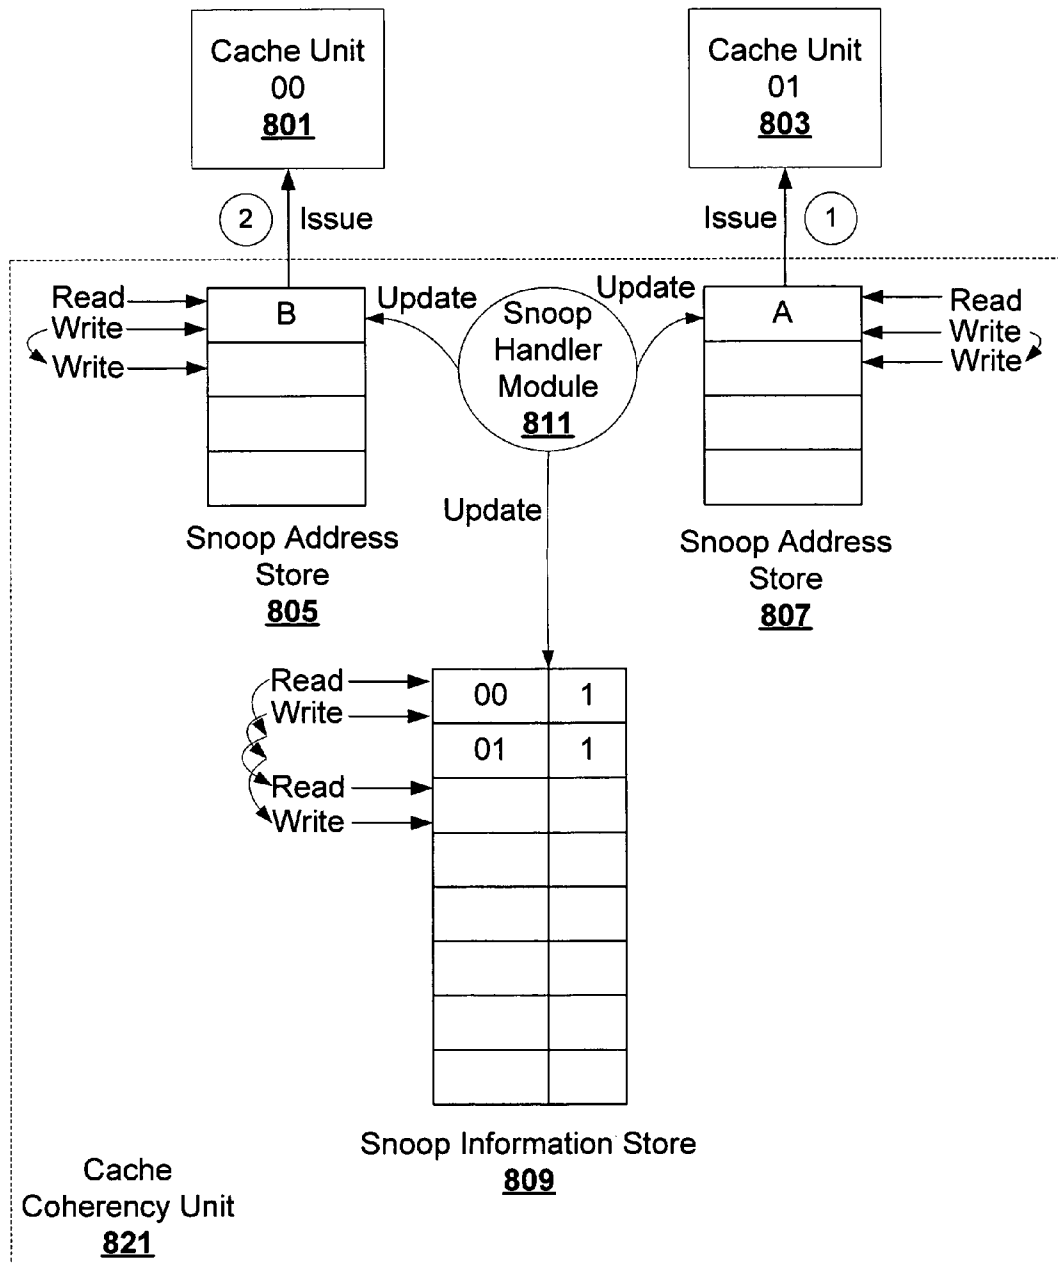 Cache Unit
00
801
Cache Unit
01
803
2
Issue
Issue
1
Read
Write
Write
B
Update
Snoop
Handler
Module
811
Update
A
Read
Write
Write
Snoop Address
Store
805
Update
Snoop Address
Store
807
Read
Write
Read
Write
00 1
01 1
Snoop Information Store
809
Cache
Coherency Unit
821